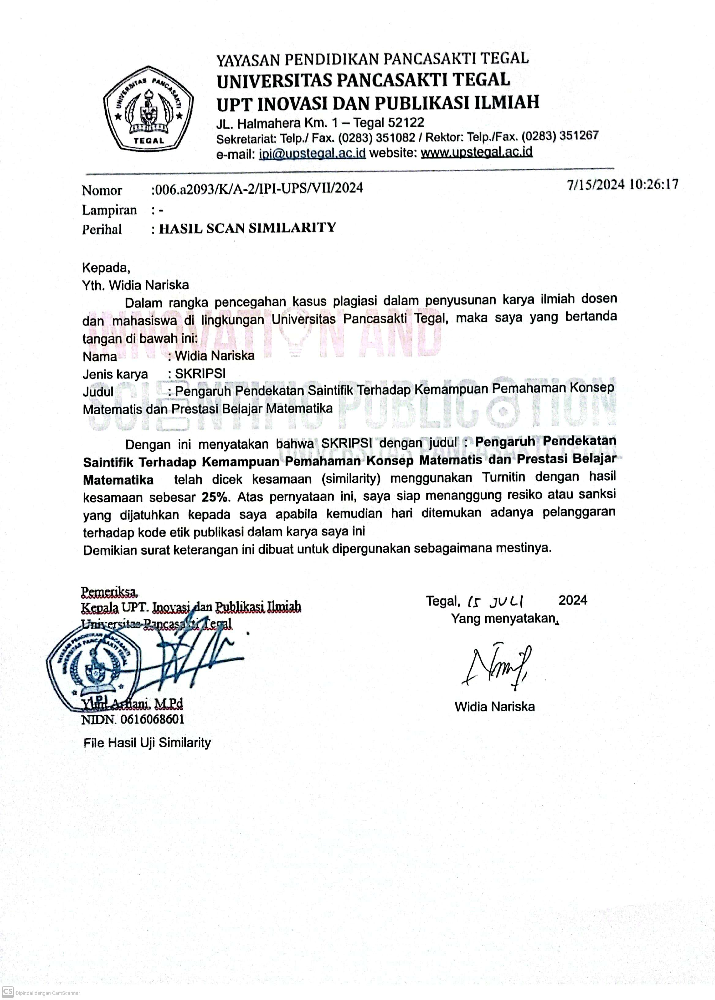 UNIVERSITAS PANCASAKTI
TEGAL
YAYASAN PENDIDIKAN PANCASAKTI TEGAL
UNIVERSITAS PANCASAKTI TEGAL
UPT INOVASI DAN PUBLIKASI ILMIAH
JL. Halmahera Km. 1 – Tegal 52122
Sekretariat: Telp./ Fax. (0283) 351082 / Rektor: Telp./Fax. (0283) 351267
e-mail: ipi@upstegal.ac.id website: www.upstegal.ac.id
Nomor :006.a2093/K/A-2/IPI-UPS/VII/2024 7/15/2024 10:26:17
Lampiran : -
Perihal : HASIL SCAN SIMILARITY
Kepada,
Yth. Widia Nariska
Dalam rangka pencegahan kasus plagiasi dalam penyusunan karya ilmiah dosen
dan mahasiswa di lingkungan Universitas Pancasakti Tegal, maka saya yang bertanda
tangan di bawah ini:
INNOVATION AND
Nama : Widia Nariska
Jenis karya : SKRIPSI
Judul : Pengaruh Pendekatan Saintifik Terhadap Kemampuan Pemahaman Konsep
Matematis dan Prestasi Belajar Matematika
SCIENTIFIC PUBLICATION
UNIVERSITAS PANCASAKTI TEGAL
Dengan ini menyatakan bahwa SKRIPSI dengan judul : Pengaruh Pendekatan
Saintifik Terhadap Kemampuan Pemahaman Konsep Matematis dan Prestasi Belajar
Matematika telah dicek kesamaan (similarity) menggunakan Turnitin dengan hasil
kesamaan sebesar 25%. Atas pernyataan ini, saya siap menanggung resiko atau sanksi
yang dijatuhkan kepada saya apabila kemudian hari ditemukan adanya pelanggaran
terhadap kode etik publikasi dalam karya saya ini
Demikian surat keterangan ini dibuat untuk dipergunakan sebagaimana mestinya.
Pemeriksa,
Kepala UPT. Inovasi dan Publikasi Ilmiah
Universitas Pancasakti Tegal
Tegal, 15 JULI 2024
Yang menyatakan,
YAYASAN PENDIDIKAN PANCASAKTI
UNIVERSITAS PANCASAKTI TEGAL
IPI
M.Pd
NIDN. 0616068601
Widia Nariska
File Hasil Uji Similarity
CS Dipindai dengan CamScanner